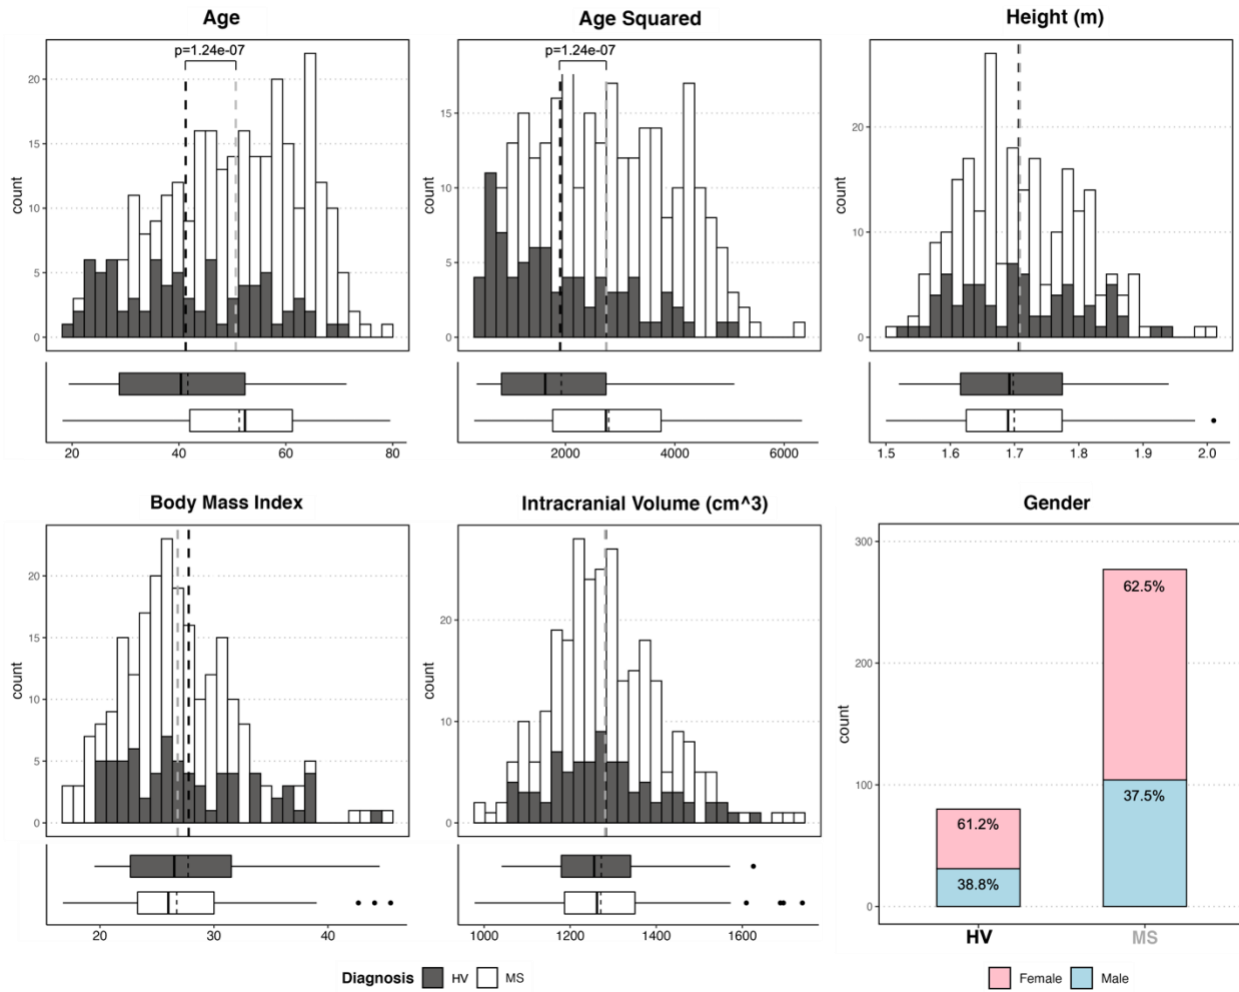 Age
p=1.24e-07
count
20
15
10
5
0
20
40
60
80
Age Squared
p=1.24e-07
count
15
10
5
0
2000
4000
6000
Height (m)
count
20
10
0
1.5
1.6
1.7
1.8
1.9
2.0
Body Mass Index
count
20
15
10
5
0
20
30
40
Intracranial Volume (cm^3)
count
20
10
0
1000
1200
1400
1600
Gender
count
300
200
100
0
61.2%
38.8%
62.5%
37.5%
HV
MS
Diagnosis HV MS
Female Male